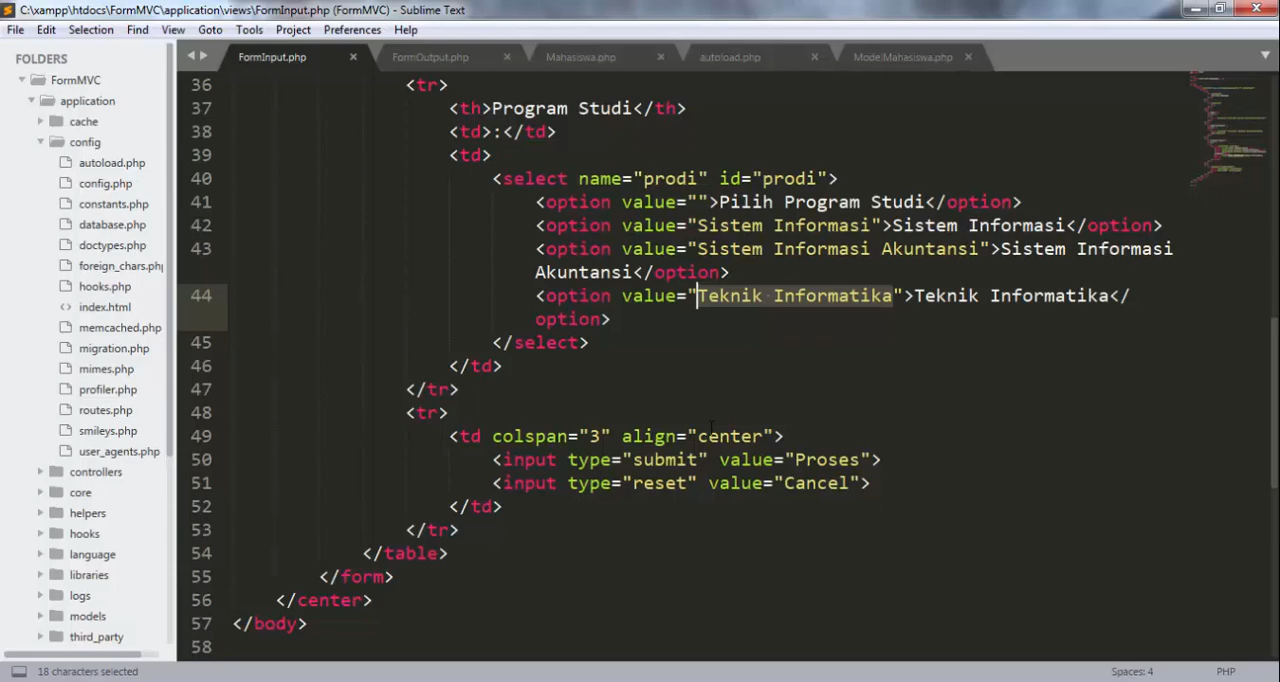 C:\xampp\htdocs\FormMVC\application\views\FormInput.php (FormMVC) - Sublime Text
File Edit Selection Find View Goto Tools Project Preferences Help
FOLDERS
FormMVC
application
cache
config
autoload.php
config.php
constants.php
database.php
doctypes.php
foreign_chars.php
hooks.php
index.html
memcached.php
migration.php
mimes.php
profiler.php
routes.php
smileys.php
user_agents.php
controllers
core
helpers
hooks
language
libraries
logs
models
third_party
FormInput.php FormOutput.php Mahasiswa.php autoload.php ModelMahasiswa.php
36 <tr>
37 <th>Program Studi</th>
38 <td>:</td>
39 <td>
40 <select name="prodi" id="prodi">
41 <option value="">Pilih Program Studi</option>
42 <option value="Sistem Informasi">Sistem Informasi</option>
43 <option value="Sistem Informasi Akuntansi">Sistem Informasi
Akuntansi</option>
44 <option value="Teknik Informatika">Teknik Informatika</
option>
45 </select>
46 </td>
47 </tr>
48 <tr>
49 <td colspan="3" align="center">
50 <input type="submit" value="Proses">
51 <input type="reset" value="Cancel">
52 </td>
53 </tr>
54 </table>
55 </form>
56 </center>
57 </body>
58
18 characters selected Spaces: 4 PHP